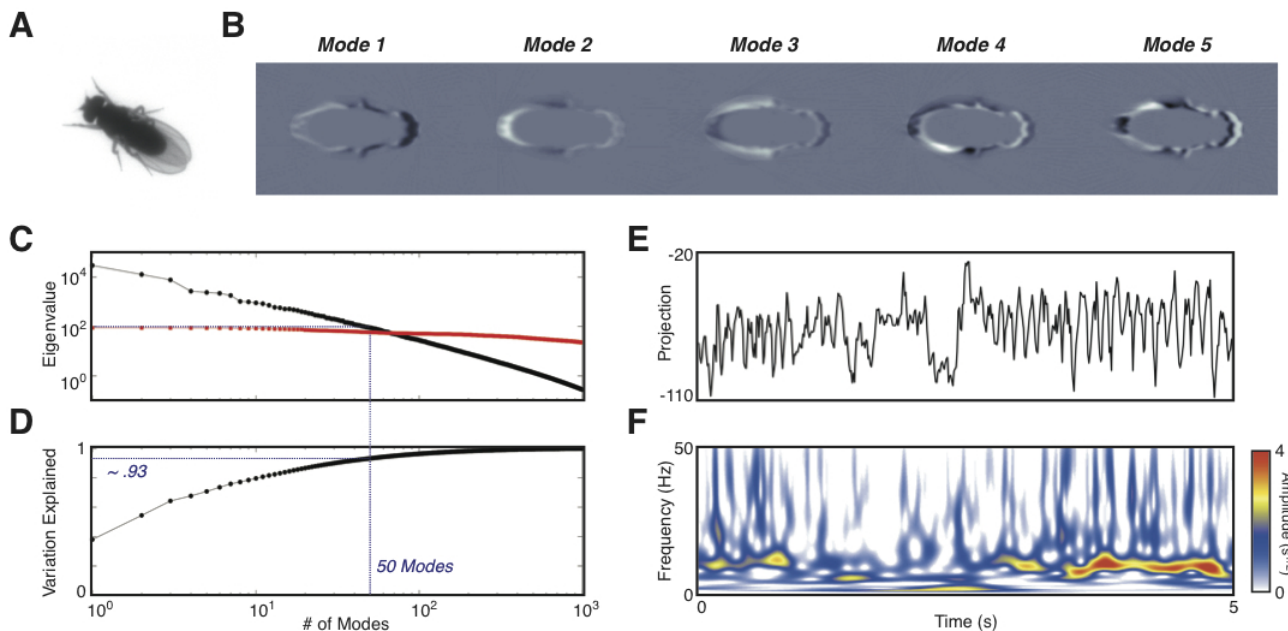 A
B
Mode 1 Mode 2 Mode 3 Mode 4 Mode 5
C
Eigenvalue
10⁴
10²
10⁰
D
Variation Explained
1
0
~ .93
50 Modes
10⁰ 10¹ 10² 10³
# of Modes
E
Projection
-20
-110
F
Frequency (Hz)
50
0
0 5
Time (s)
4
0
Amplitude